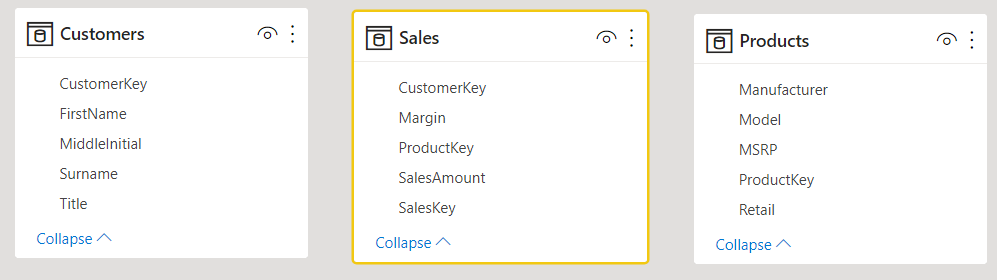 Customers
CustomerKey
FirstName
MiddleInitial
Surname
Title
Collapse
Sales
CustomerKey
Margin
ProductKey
SalesAmount
SalesKey
Collapse
Products
Manufacturer
Model
MSRP
ProductKey
Retail
Collapse